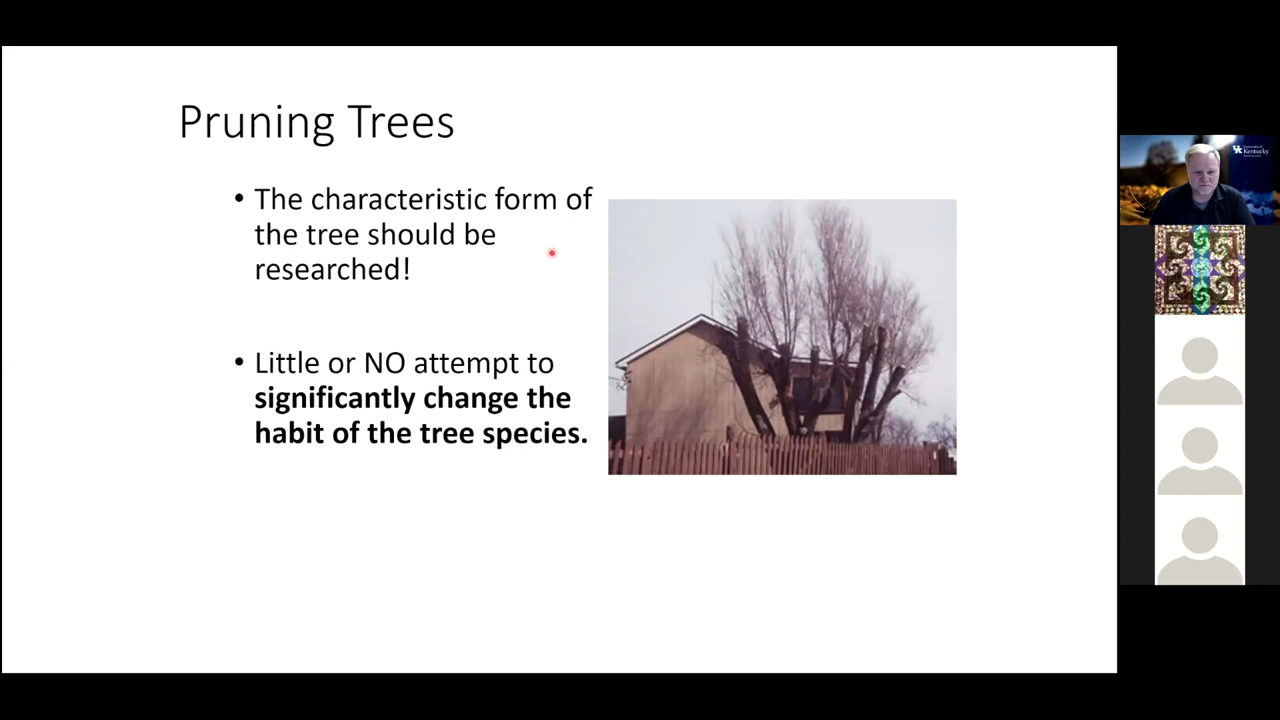 Pruning Trees
• The characteristic form of
the tree should be
researched!
• Little or NO attempt to
significantly change the
habit of the tree species.
Kentucky